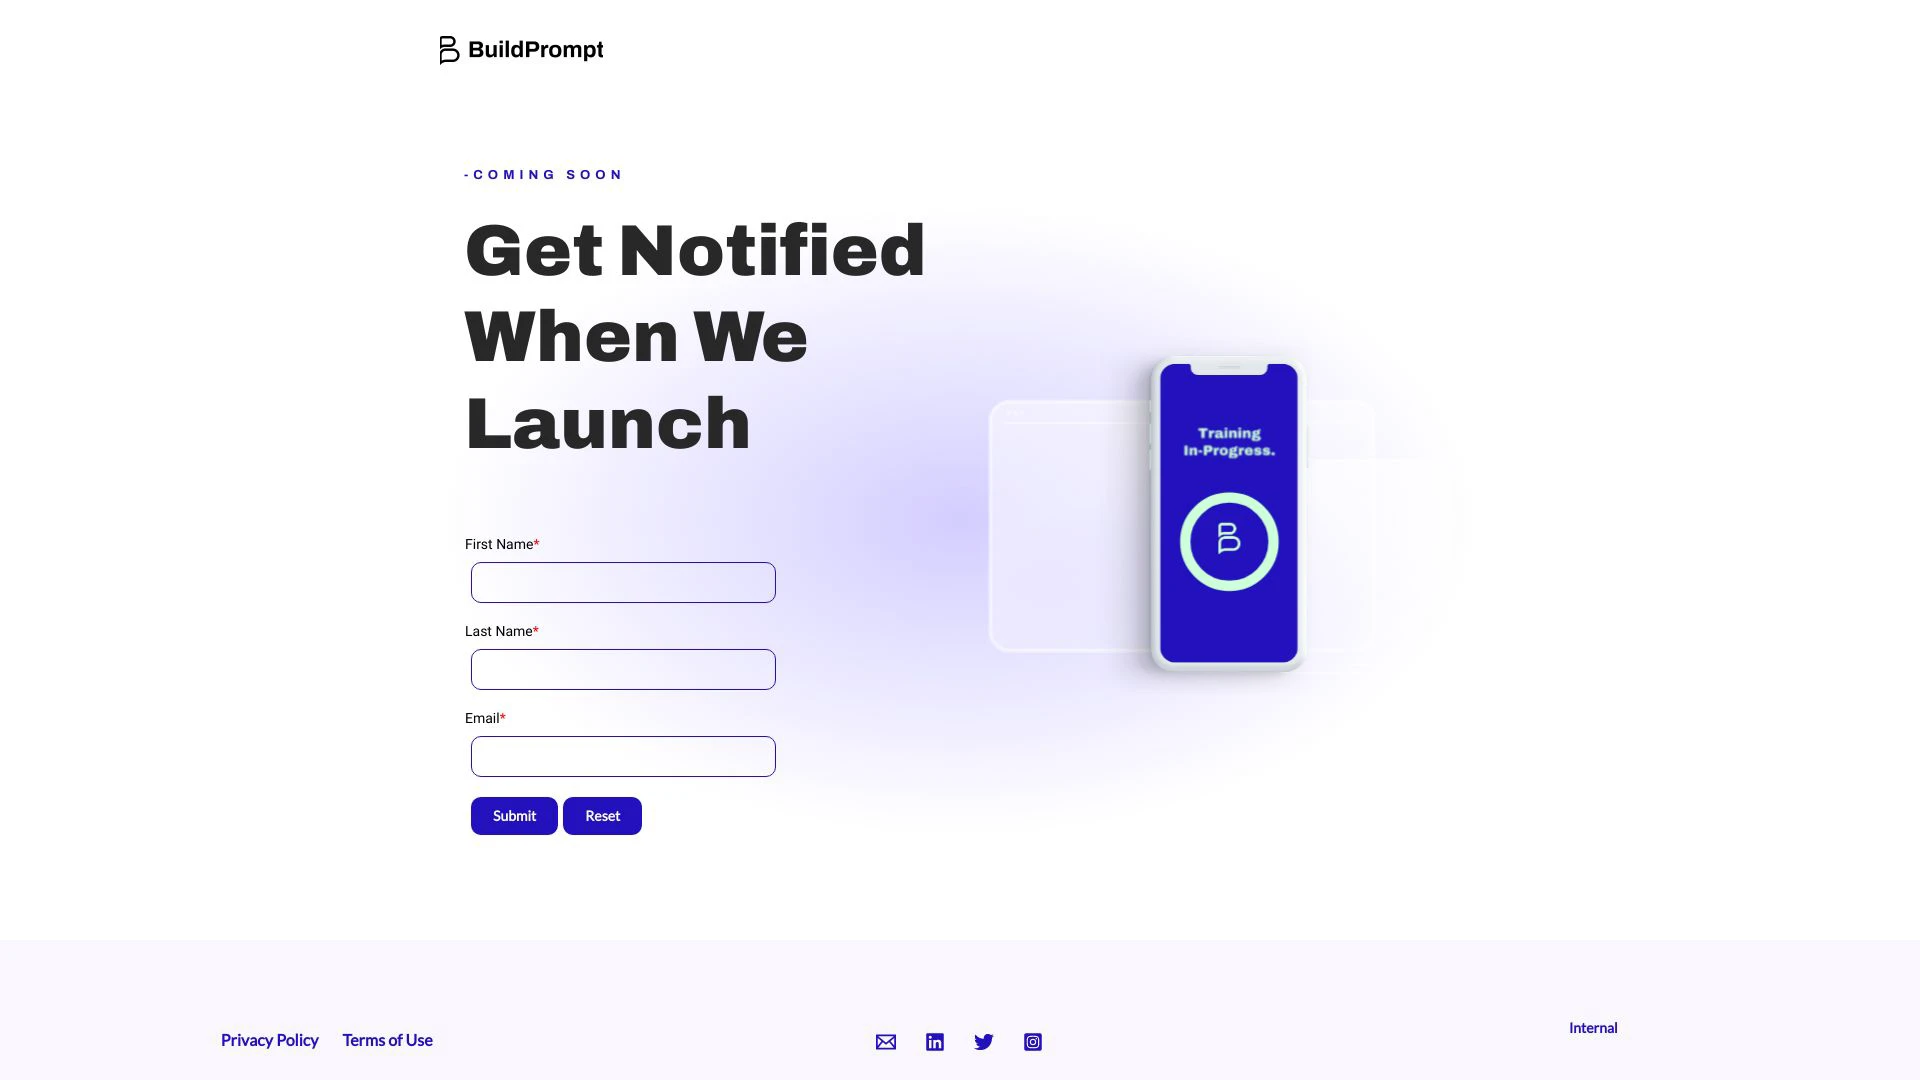 BuildPrompt
-COMING SOON
Get Notified
When We
Launch
Training
In-Progress.
First Name*
Last Name*
Email*
Submit Reset
Privacy Policy Terms of Use
Internal